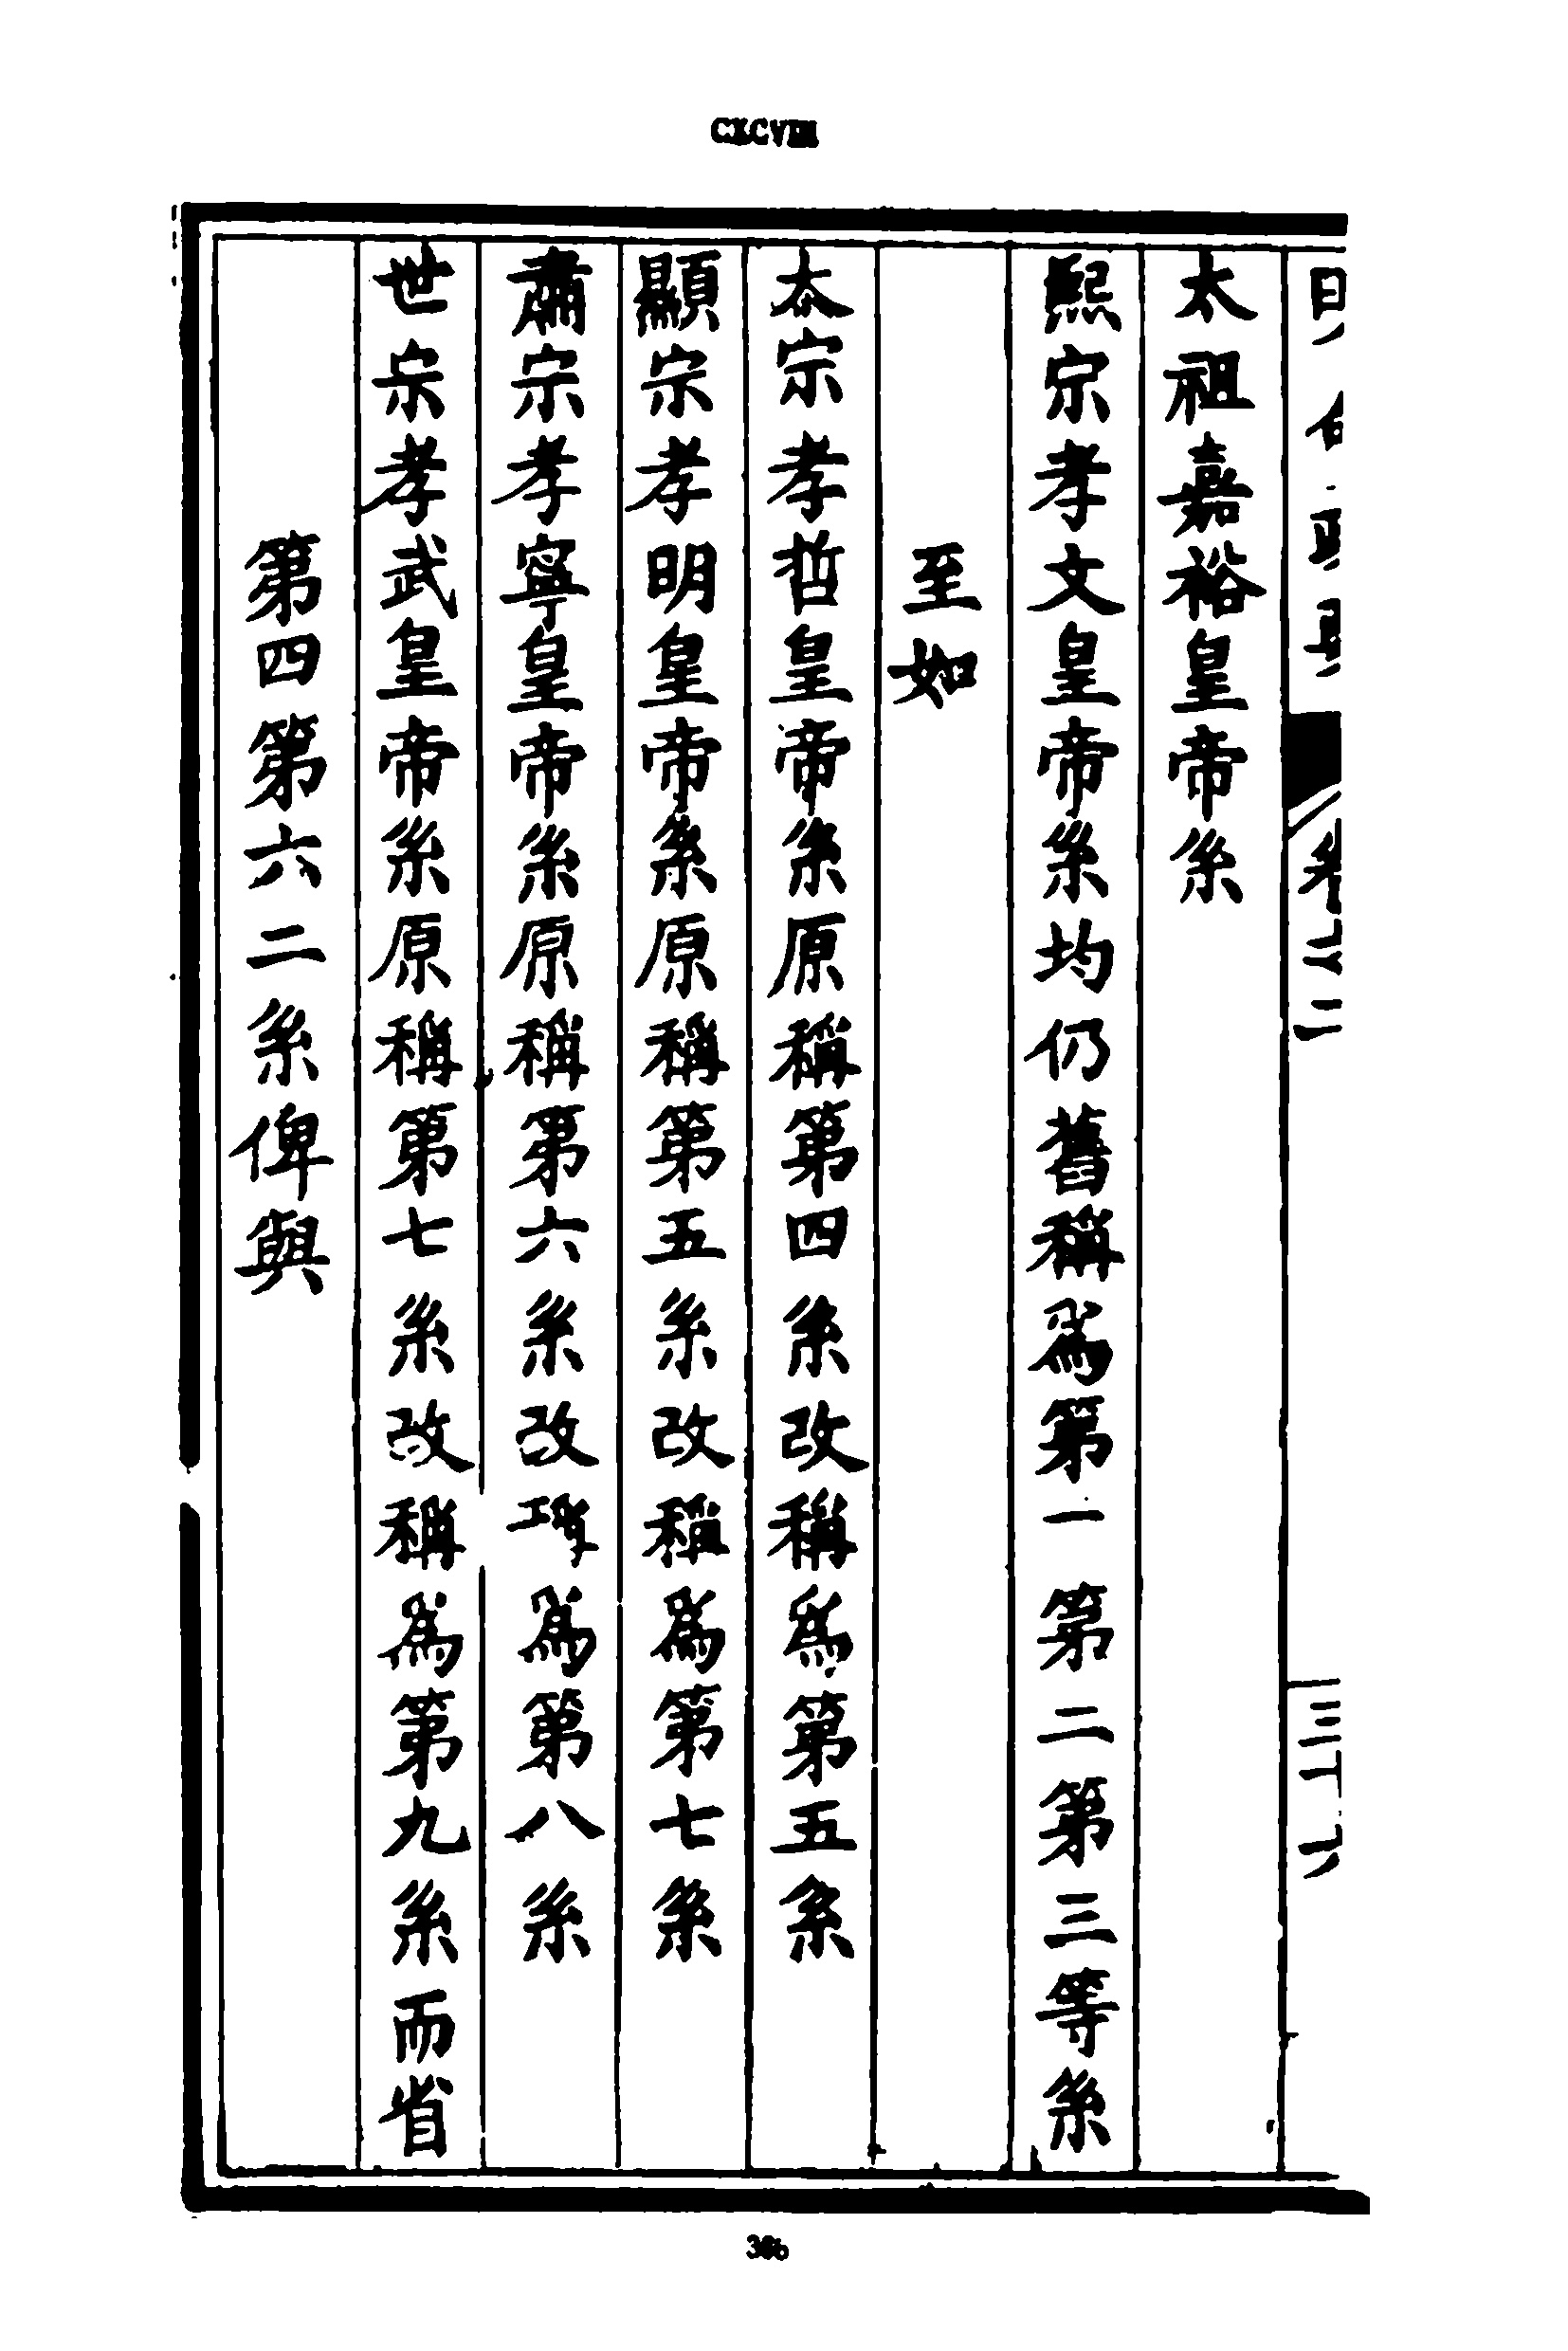 CXCVIII
太祖嘉裕皇帝系
熙宗孝文皇帝系均仍舊稱爲第一第二第三等系
至如
太宗孝哲皇帝系原稱第四系改稱爲第五系
顯宗孝明皇帝系原稱第五系改稱爲第七系
肅宗孝寧皇帝系原稱第六系改稱爲第八系
世宗孝武皇帝系原稱第七系改稱爲第九系而省
第四第六二系俾與
36b